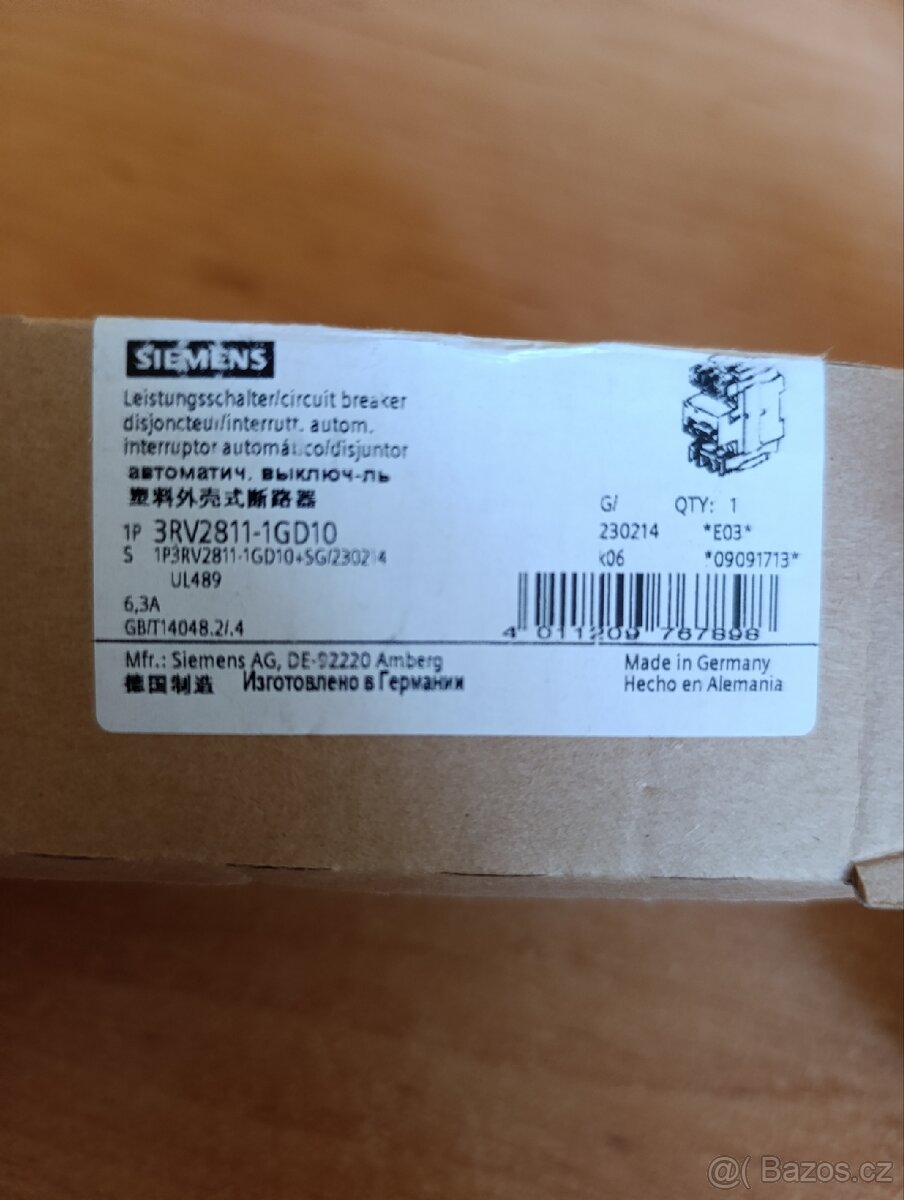 SIEMENS
Leistungsschalter/circuit breaker
disjoncteur/interrutt. autom.
interruptor automático/disjuntor
автоматич. выключ-ль
塑料外壳式断路器
G/ QTY: 1
1P 3RV2811-1GD10 230214 *E03*
S 1P3RV2811-1GD10+SG/230214 k06 *09091713*
UL489
6,3A
GB/T14048.2/.4
4 011209 767898
Mfr.: Siemens AG, DE-92220 Amberg Made in Germany
德国制造 Изготовлено в Германии Hecho en Alemania
@( Bazos.cz